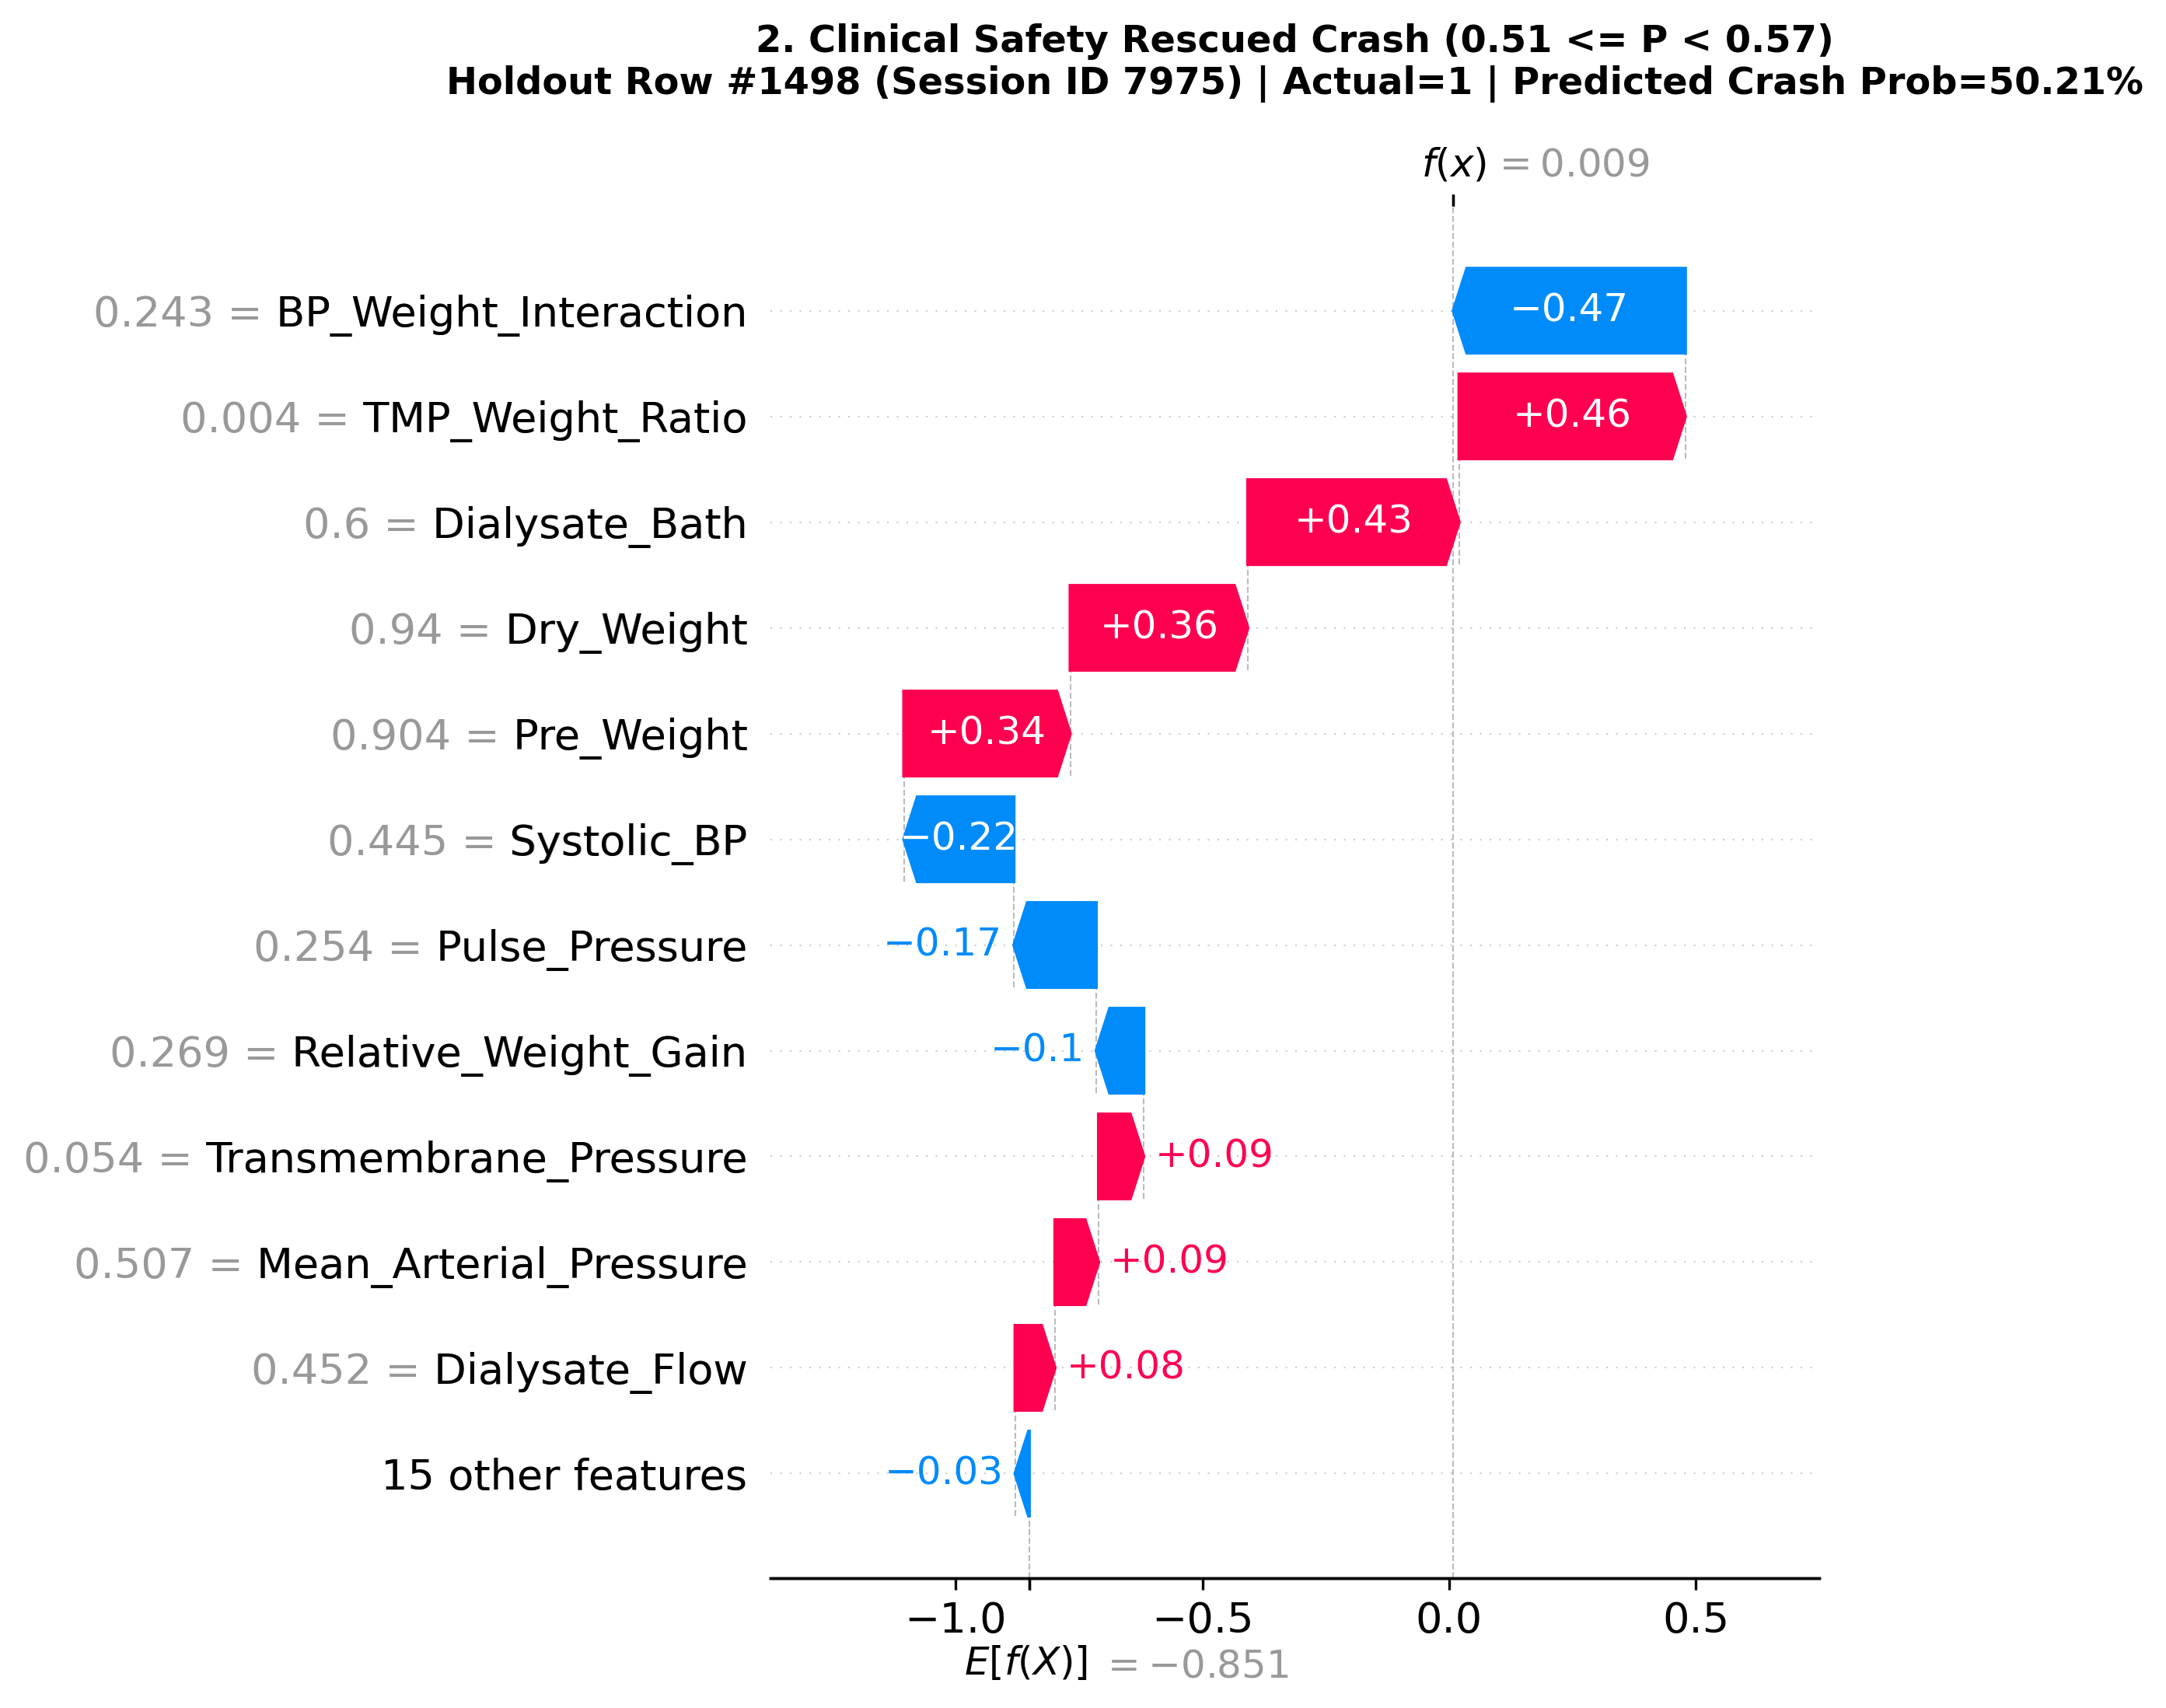 2. Clinical Safety Rescued Crash (0.51 <= P < 0.57)
Holdout Row #1498 (Session ID 7975) | Actual=1 | Predicted Crash Prob=50.21%
f(x) = 0.009
0.243 = BP_Weight_Interaction −0.47
0.004 = TMP_Weight_Ratio +0.46
0.6 = Dialysate_Bath +0.43
0.94 = Dry_Weight +0.36
0.904 = Pre_Weight +0.34
0.445 = Systolic_BP −0.22
0.254 = Pulse_Pressure −0.17
0.269 = Relative_Weight_Gain −0.1
0.054 = Transmembrane_Pressure +0.09
0.507 = Mean_Arterial_Pressure +0.09
0.452 = Dialysate_Flow +0.08
15 other features −0.03
−1.0 −0.5 0.0 0.5
E[f(X)] = −0.851